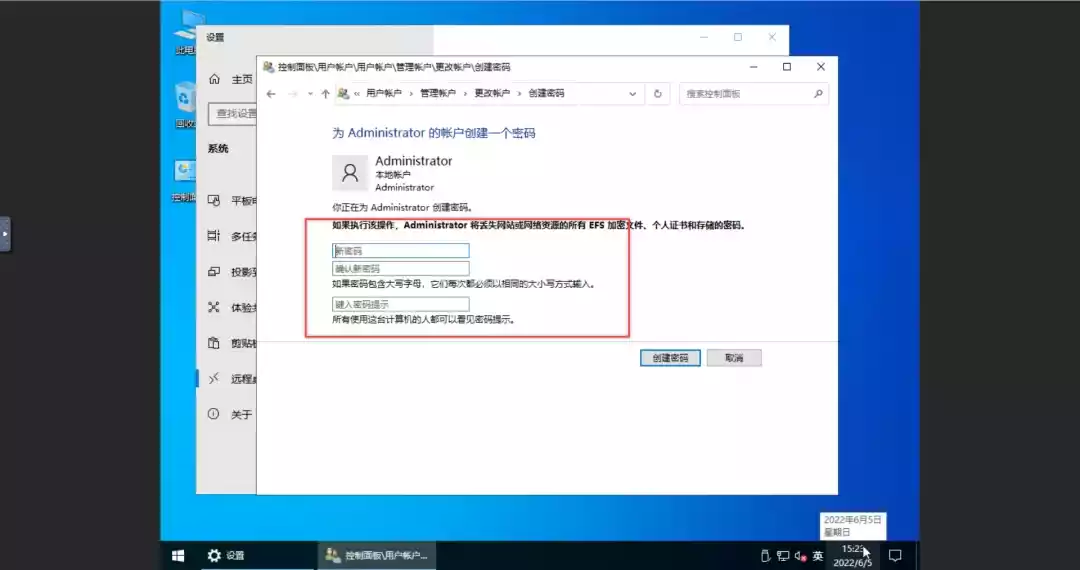 此电脑
设置
控制面板\用户帐户\用户帐户\管理帐户\更改帐户\创建密码
主页
« 用户帐户 › 管理帐户 › 更改帐户 › 创建密码
搜索控制面板
查找设置
为 Administrator 的帐户创建一个密码
系统
Administrator
本地帐户
Administrator
平板
你正在为 Administrator 创建密码。
如果执行该操作，Administrator 将丢失网站或网络资源的所有 EFS 加密文件、个人证书和存储的密码。
多任务
新密码
确认新密码
投影到
如果密码包含大写字母，它们每次都必须以相同的大小写方式输入。
体验共
键入密码提示
所有使用这台计算机的人都可以看见密码提示。
剪贴板
创建密码
取消
远程桌
关于
2022年6月5日
星期日
设置
控制面板\用户帐户...
英
15:23
2022/6/5